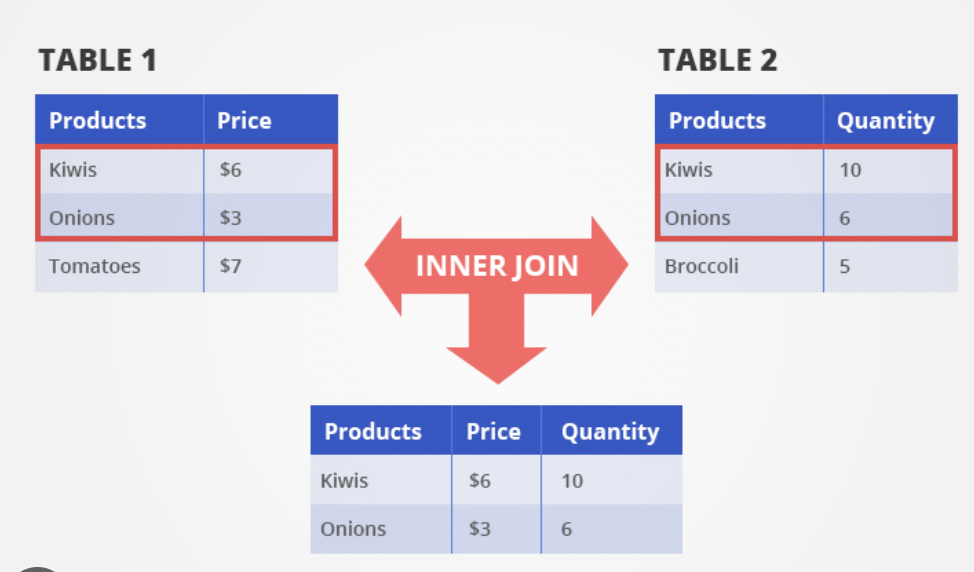 TABLE 1
Products Price
Kiwis $6
Onions $3
Tomatoes $7
TABLE 2
Products Quantity
Kiwis 10
Onions 6
Broccoli 5
INNER JOIN
Products Price Quantity
Kiwis $6 10
Onions $3 6